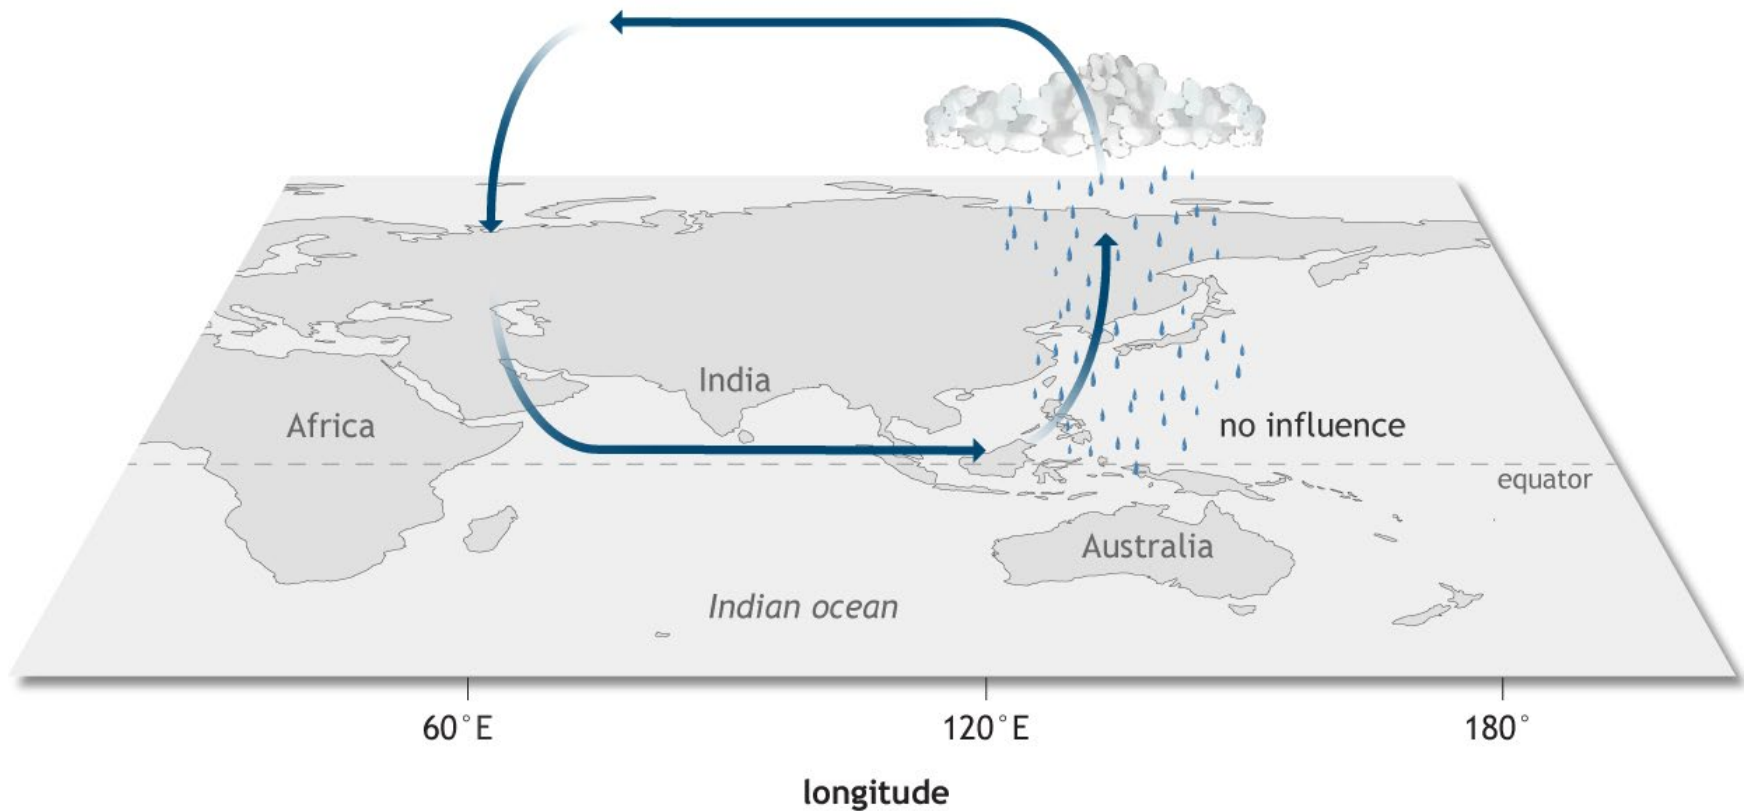 India
Africa
no influence
equator
Australia
Indian ocean
60°E
120°E
180°
longitude